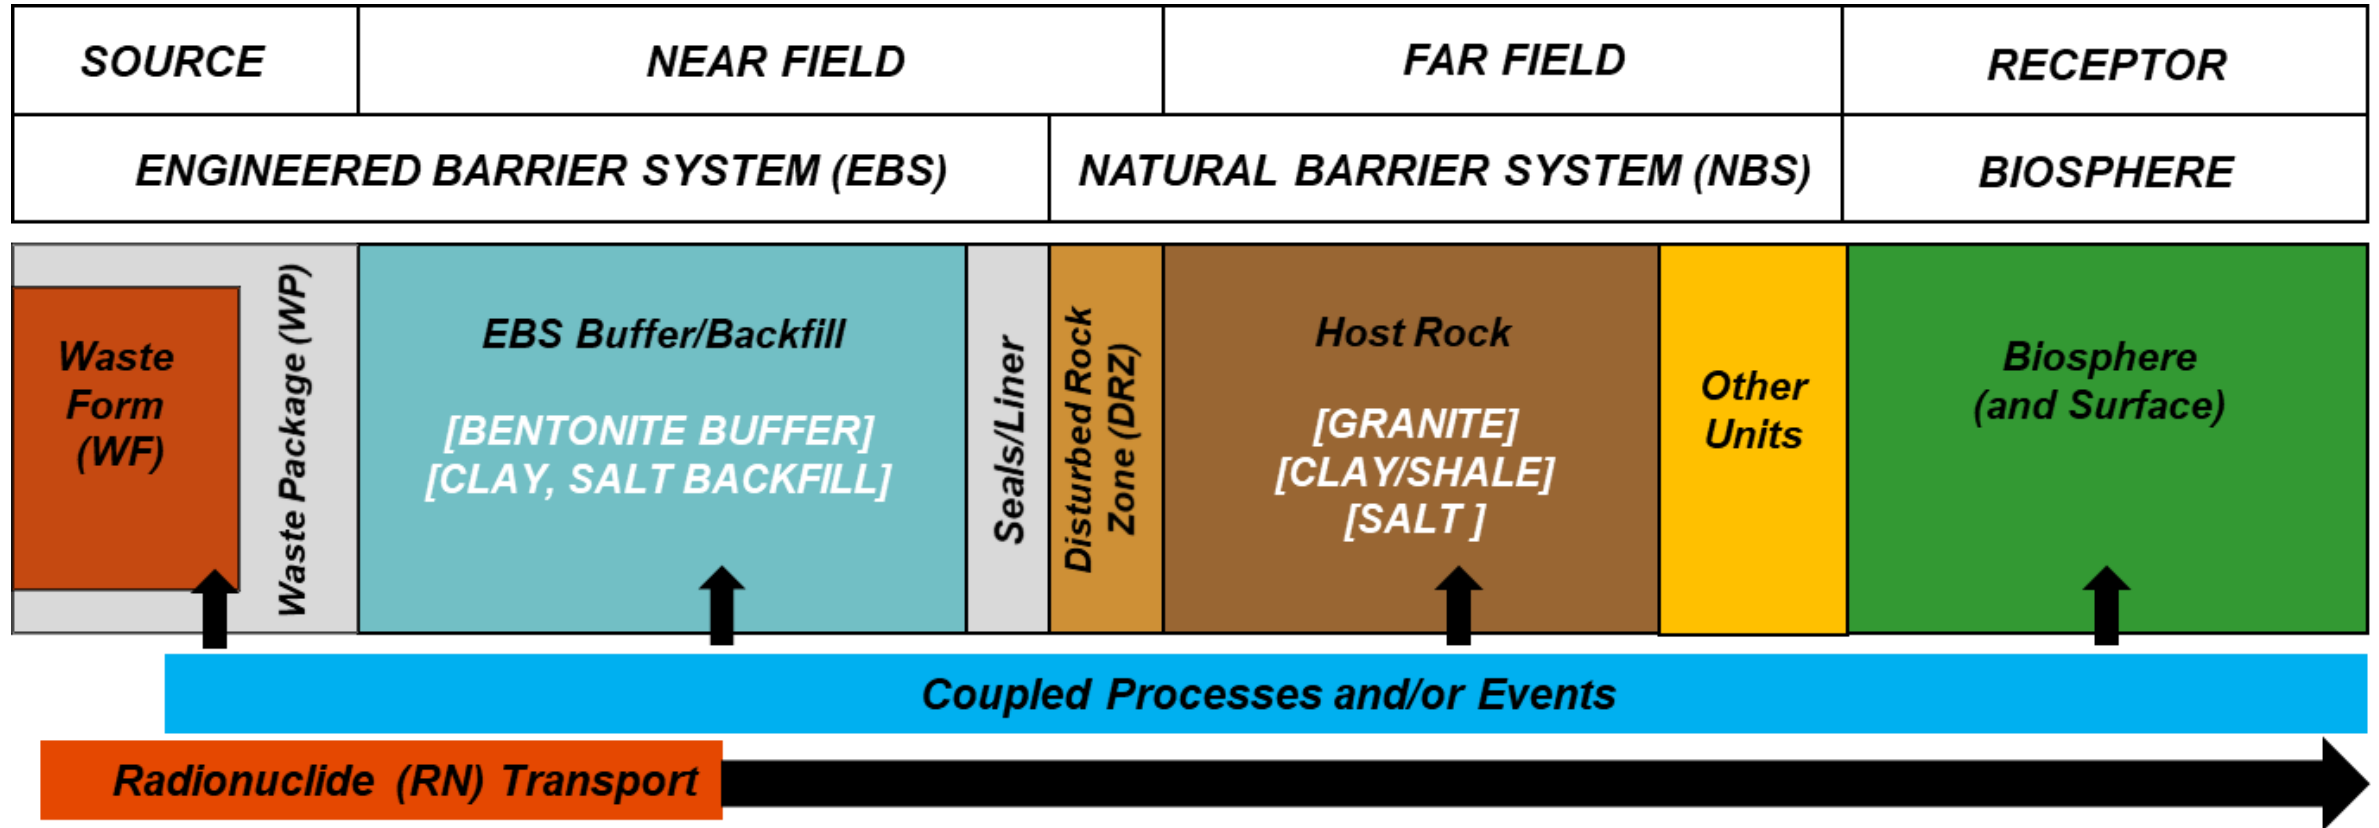 SOURCE
NEAR FIELD
FAR FIELD
RECEPTOR
ENGINEERED BARRIER SYSTEM (EBS)
NATURAL BARRIER SYSTEM (NBS)
BIOSPHERE
Waste
Form
(WF)
Waste Package (WP)
EBS Buffer/Backfill
[BENTONITE BUFFER]
[CLAY, SALT BACKFILL]
Seals/Liner
Disturbed Rock
Zone (DRZ)
Host Rock
[GRANITE]
[CLAY/SHALE]
[SALT ]
Other
Units
Biosphere
(and Surface)
Coupled Processes and/or Events
Radionuclide (RN) Transport